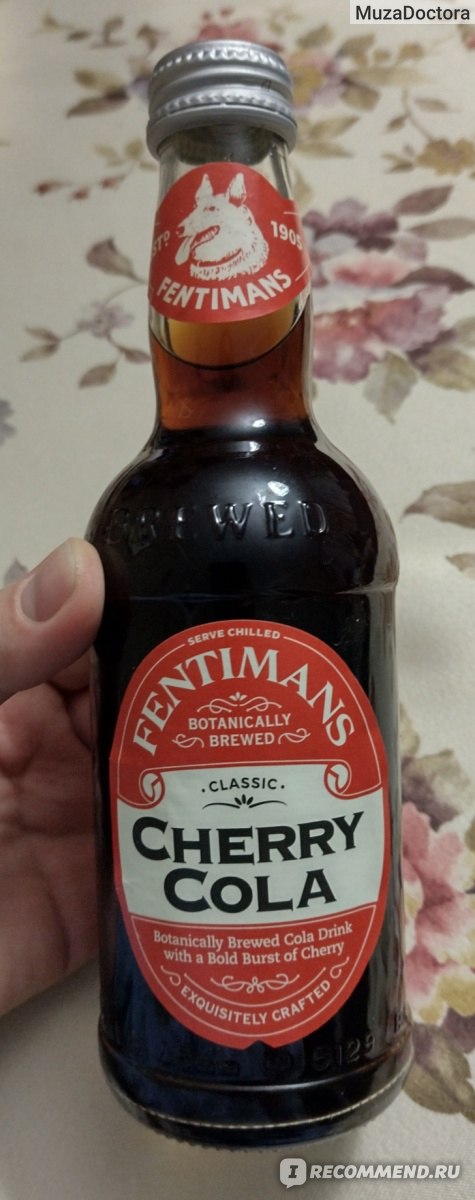 MuzaDoctora
ESTD 1905
FENTIMANS
BREWED
SERVE CHILLED
FENTIMANS
BOTANICALLY
BREWED
.CLASSIC.
CHERRY
COLA
Botanically Brewed Cola Drink
with a Bold Burst of Cherry
EXQUISITELY CRAFTED
I RECOMMEND.RU